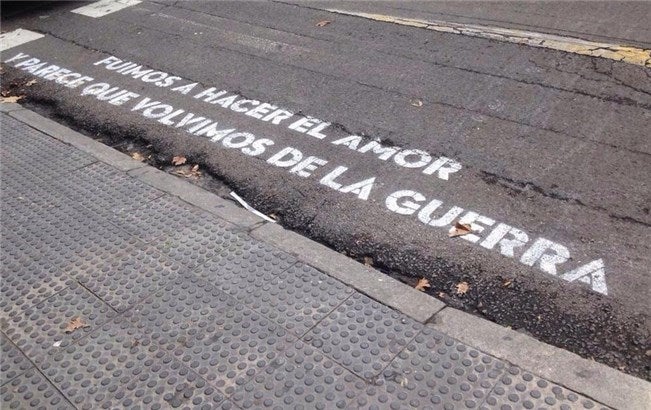 FUIMOS A HACER EL AMOR
Y PARECE QUE VOLVIMOS DE LA GUERRA